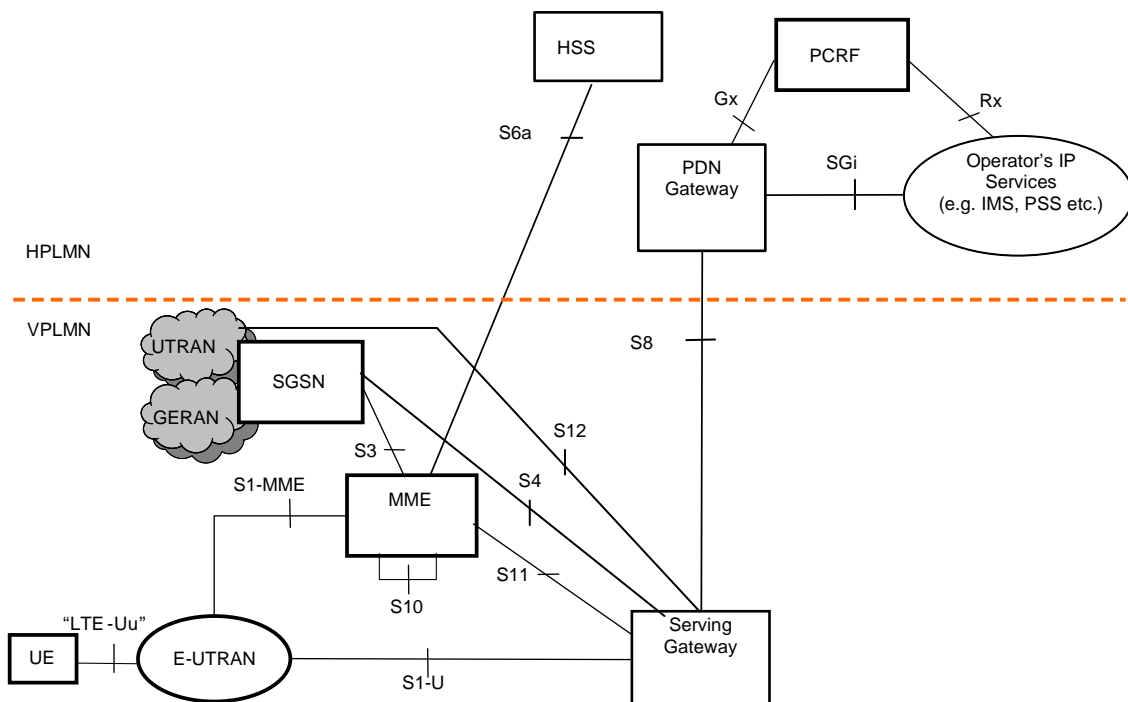 HSS
PCRF
Gx
Rx
S6a
PDN
Gateway
SGi
Operator's IP
Services
(e.g. IMS, PSS etc.)
HPLMN
VPLMN
UTRAN
S8
SGSN
GERAN
S12
S3
S4
S1-MME
MME
S11
S10
"LTE-Uu"
Serving
Gateway
UE
E-UTRAN
S1-U